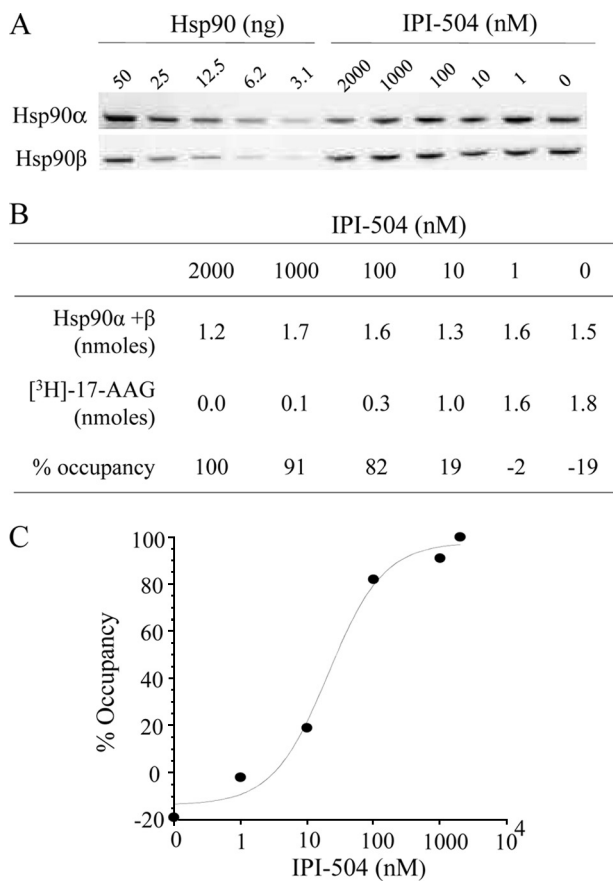 A
Hsp90 (ng) IPI-504 (nM)
50 25 12.5 6.2 3.1 2000 1000 100 10 1 0
Hsp90α
Hsp90β
B
IPI-504 (nM)
2000 1000 100 10 1 0
Hsp90α +β
(nmoles) 1.2 1.7 1.6 1.3 1.6 1.5
[³H]-17-AAG
(nmoles) 0.0 0.1 0.3 1.0 1.6 1.8
% occupancy 100 91 82 19 -2 -19
C
% Occupancy
100
80
60
40
20
0
-20
0 1 10 100 1000 10⁴
IPI-504 (nM)